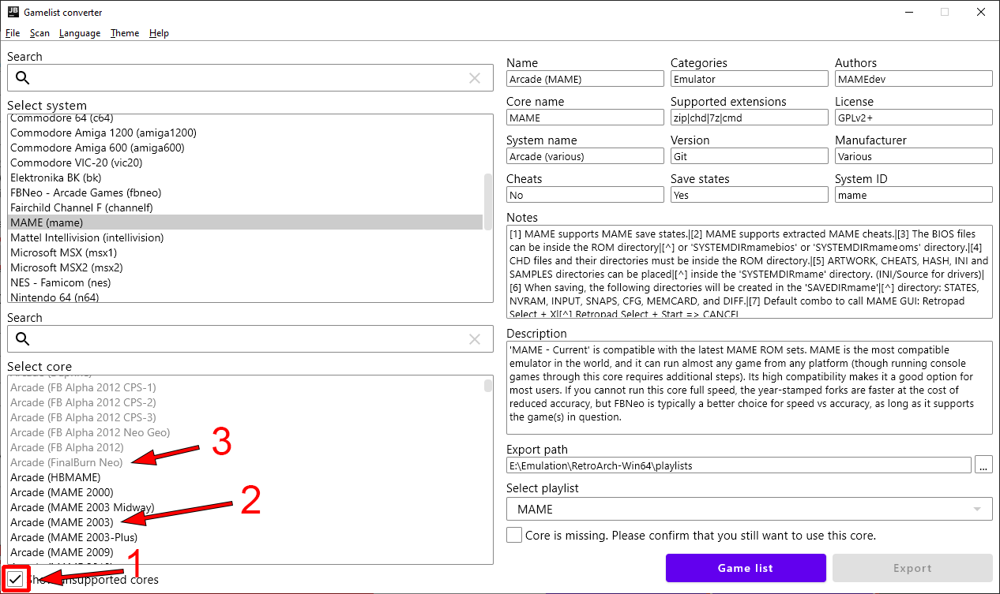 JB
Gamelist converter
File Scan Language Theme Help
Search
Select system
Commodore 64 (c64)
Commodore Amiga 1200 (amiga1200)
Commodore Amiga 600 (amiga600)
Commodore VIC-20 (vic20)
Elektronika BK (bk)
FBNeo - Arcade Games (fbneo)
Fairchild Channel F (channelf)
MAME (mame)
Mattel Intellivision (intellivision)
Microsoft MSX (msx1)
Microsoft MSX2 (msx2)
NES - Famicom (nes)
Nintendo 64 (n64)
Search
Select core
Arcade (FB Alpha 2012 CPS-1)
Arcade (FB Alpha 2012 CPS-2)
Arcade (FB Alpha 2012 CPS-3)
Arcade (FB Alpha 2012 Neo Geo)
Arcade (FB Alpha 2012)
Arcade (FinalBurn Neo)
3
Arcade (HBMAME)
Arcade (MAME 2000)
Arcade (MAME 2003 Midway)
2
Arcade (MAME 2003)
Arcade (MAME 2003-Plus)
Arcade (MAME 2009)
1
cores
Name Categories Authors
Arcade (MAME) Emulator MAMEdev
Core name Supported extensions License
MAME zip|chd|7z|cmd GPLv2+
System name Version Manufacturer
Arcade (various) Git Various
Cheats Save states System ID
No Yes mame
Notes
[1] MAME supports MAME save states.|[2] MAME supports extracted MAME cheats.|[3] The BIOS files
can be inside the ROM directory|[^] or 'SYSTEMDIRmamebios' or 'SYSTEMDIRmameoms' directory.|[4]
CHD files and their directories must be inside the ROM directory.|[5] ARTWORK, CHEATS, HASH, INI and
SAMPLES directories can be placed|[^] inside the 'SYSTEMDIRmame' directory. (INI/Source for drivers)|
[6] When saving, the following directories will be created in the 'SAVEDIRmame'|[^] directory: STATES,
NVRAM, INPUT, SNAPS, CFG, MEMCARD, and DIFF.|[7] Default combo to call MAME GUI: Retropad
Select + X|[^] Retropad Select + Start => CANCEL
Description
'MAME - Current' is compatible with the latest MAME ROM sets. MAME is the most compatible
emulator in the world, and it can run almost any game from any platform (though running console
games through this core requires additional steps). Its high compatibility makes it a good option for
most users. If you cannot run this core full speed, the year-stamped forks are faster at the cost of
reduced accuracy, but FBNeo is typically a better choice for speed vs accuracy, as long as it supports
the game(s) in question.
Export path
E:\Emulation\RetroArch-Win64\playlists ...
Select playlist
MAME
Core is missing. Please confirm that you still want to use this core.
Game list Export